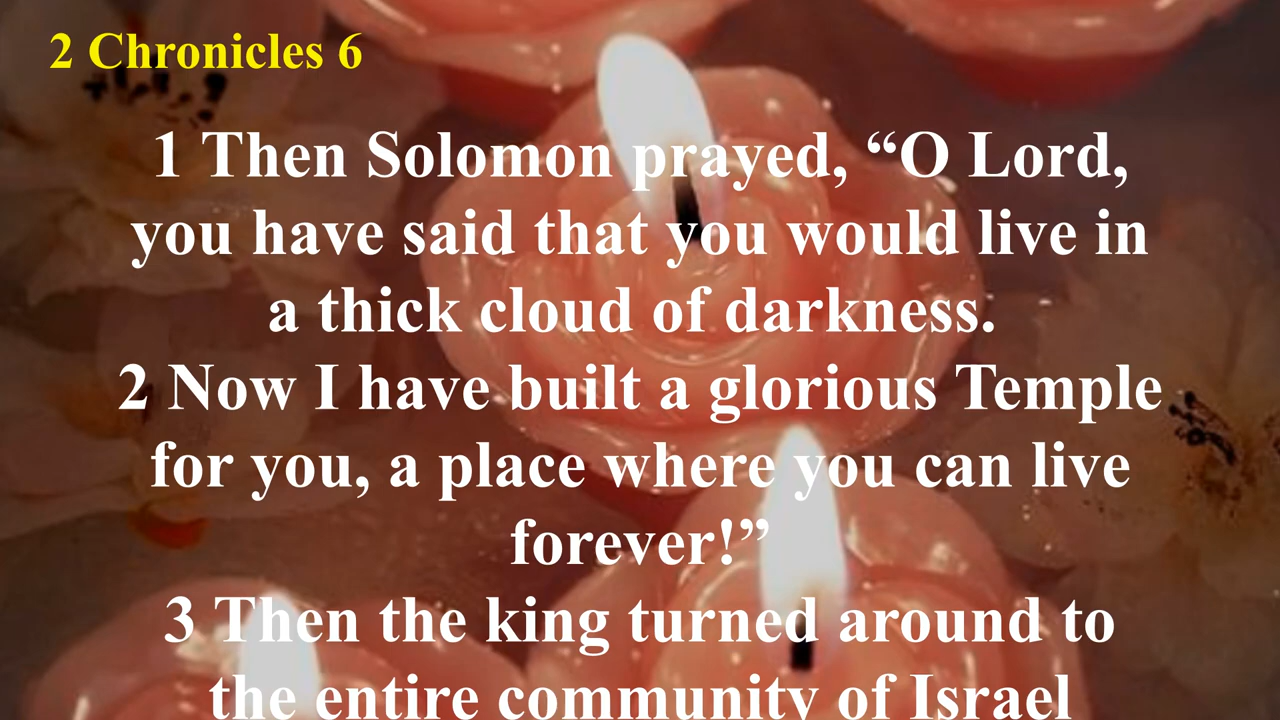 2 Chronicles 6
1 Then Solomon prayed, “O Lord,
you have said that you would live in
a thick cloud of darkness.
2 Now I have built a glorious Temple
for you, a place where you can live
forever!”
3 Then the king turned around to
the entire community of Israel